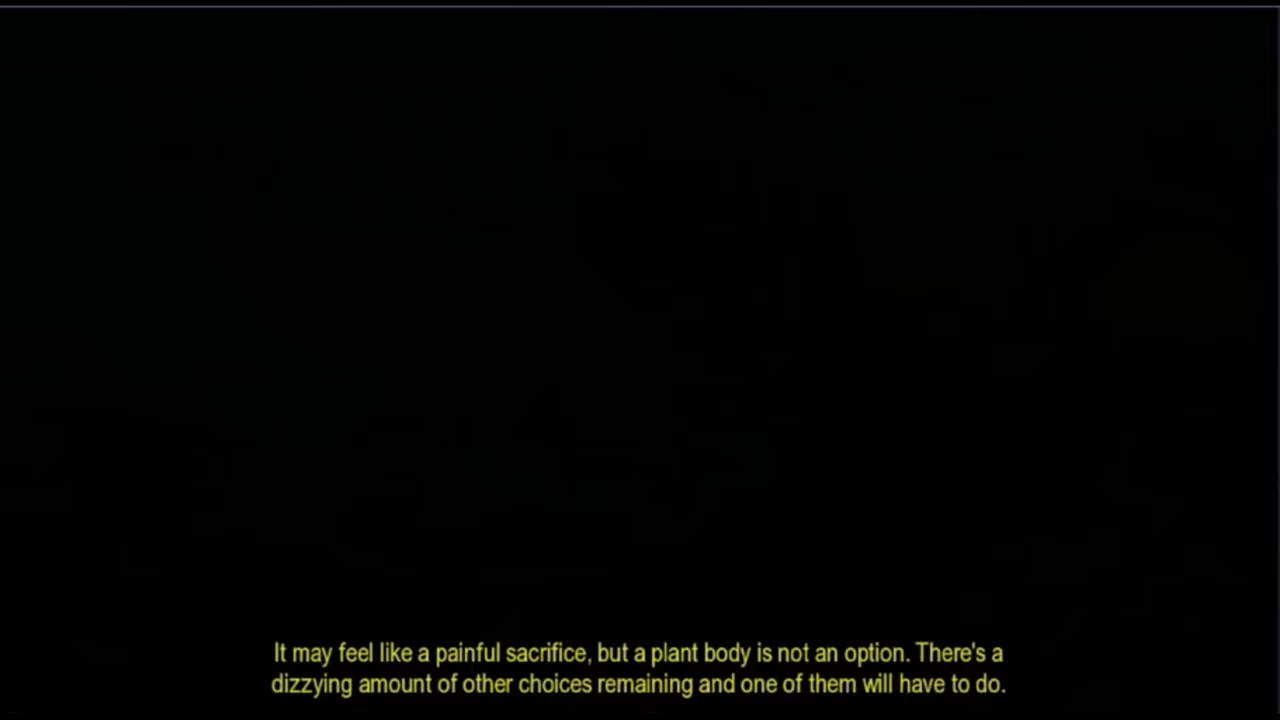 It may feel like a painful sacrifice, but a plant body is not an option. There's a
dizzying amount of other choices remaining and one of them will have to do.